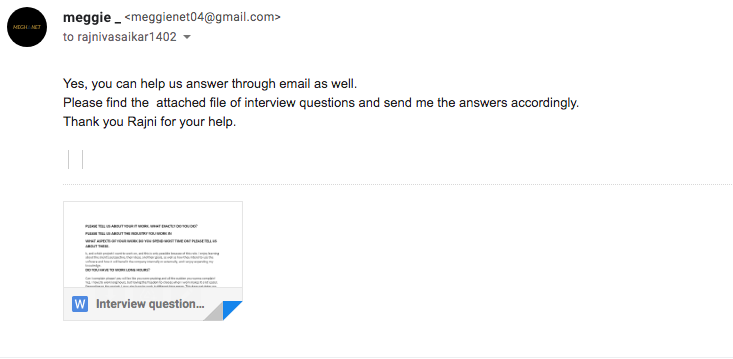 MEGHI NET
meggie _ <meggienet04@gmail.com>
to rajnivasaikar1402
Yes, you can help us answer through email as well.
Please find the attached file of interview questions and send me the answers accordingly.
Thank you Rajni for your help.
PLEASE TELL US ABOUT YOUR IT WORK. WHAT EXACTLY DO YOU DO?
PLEASE TELL US ABOUT THE INDUSTRY YOU WORK IN
WHAT ASPECTS OF YOUR WORK DO YOU SPEND MOST TIME ON? PLEASE TELL US
ABOUT THEM.
DO YOU HAVE TO WORK LONG HOURS?
W Interview question...